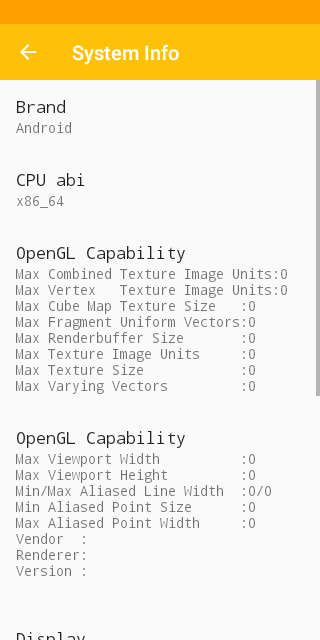 System Info
Brand
Android
CPU abi
x86_64
OpenGL Capability
Max Combined Texture Image Units:0
Max Vertex   Texture Image Units:0
Max Cube Map Texture Size   :0
Max Fragment Uniform Vectors:0
Max Renderbuffer Size       :0
Max Texture Image Units     :0
Max Texture Size            :0
Max Varying Vectors         :0
OpenGL Capability
Max Viewport Width          :0
Max Viewport Height         :0
Min/Max Aliased Line Width  :0/0
Min Aliased Point Size      :0
Max Aliased Point Width     :0
Vendor  :
Renderer:
Version :
Display